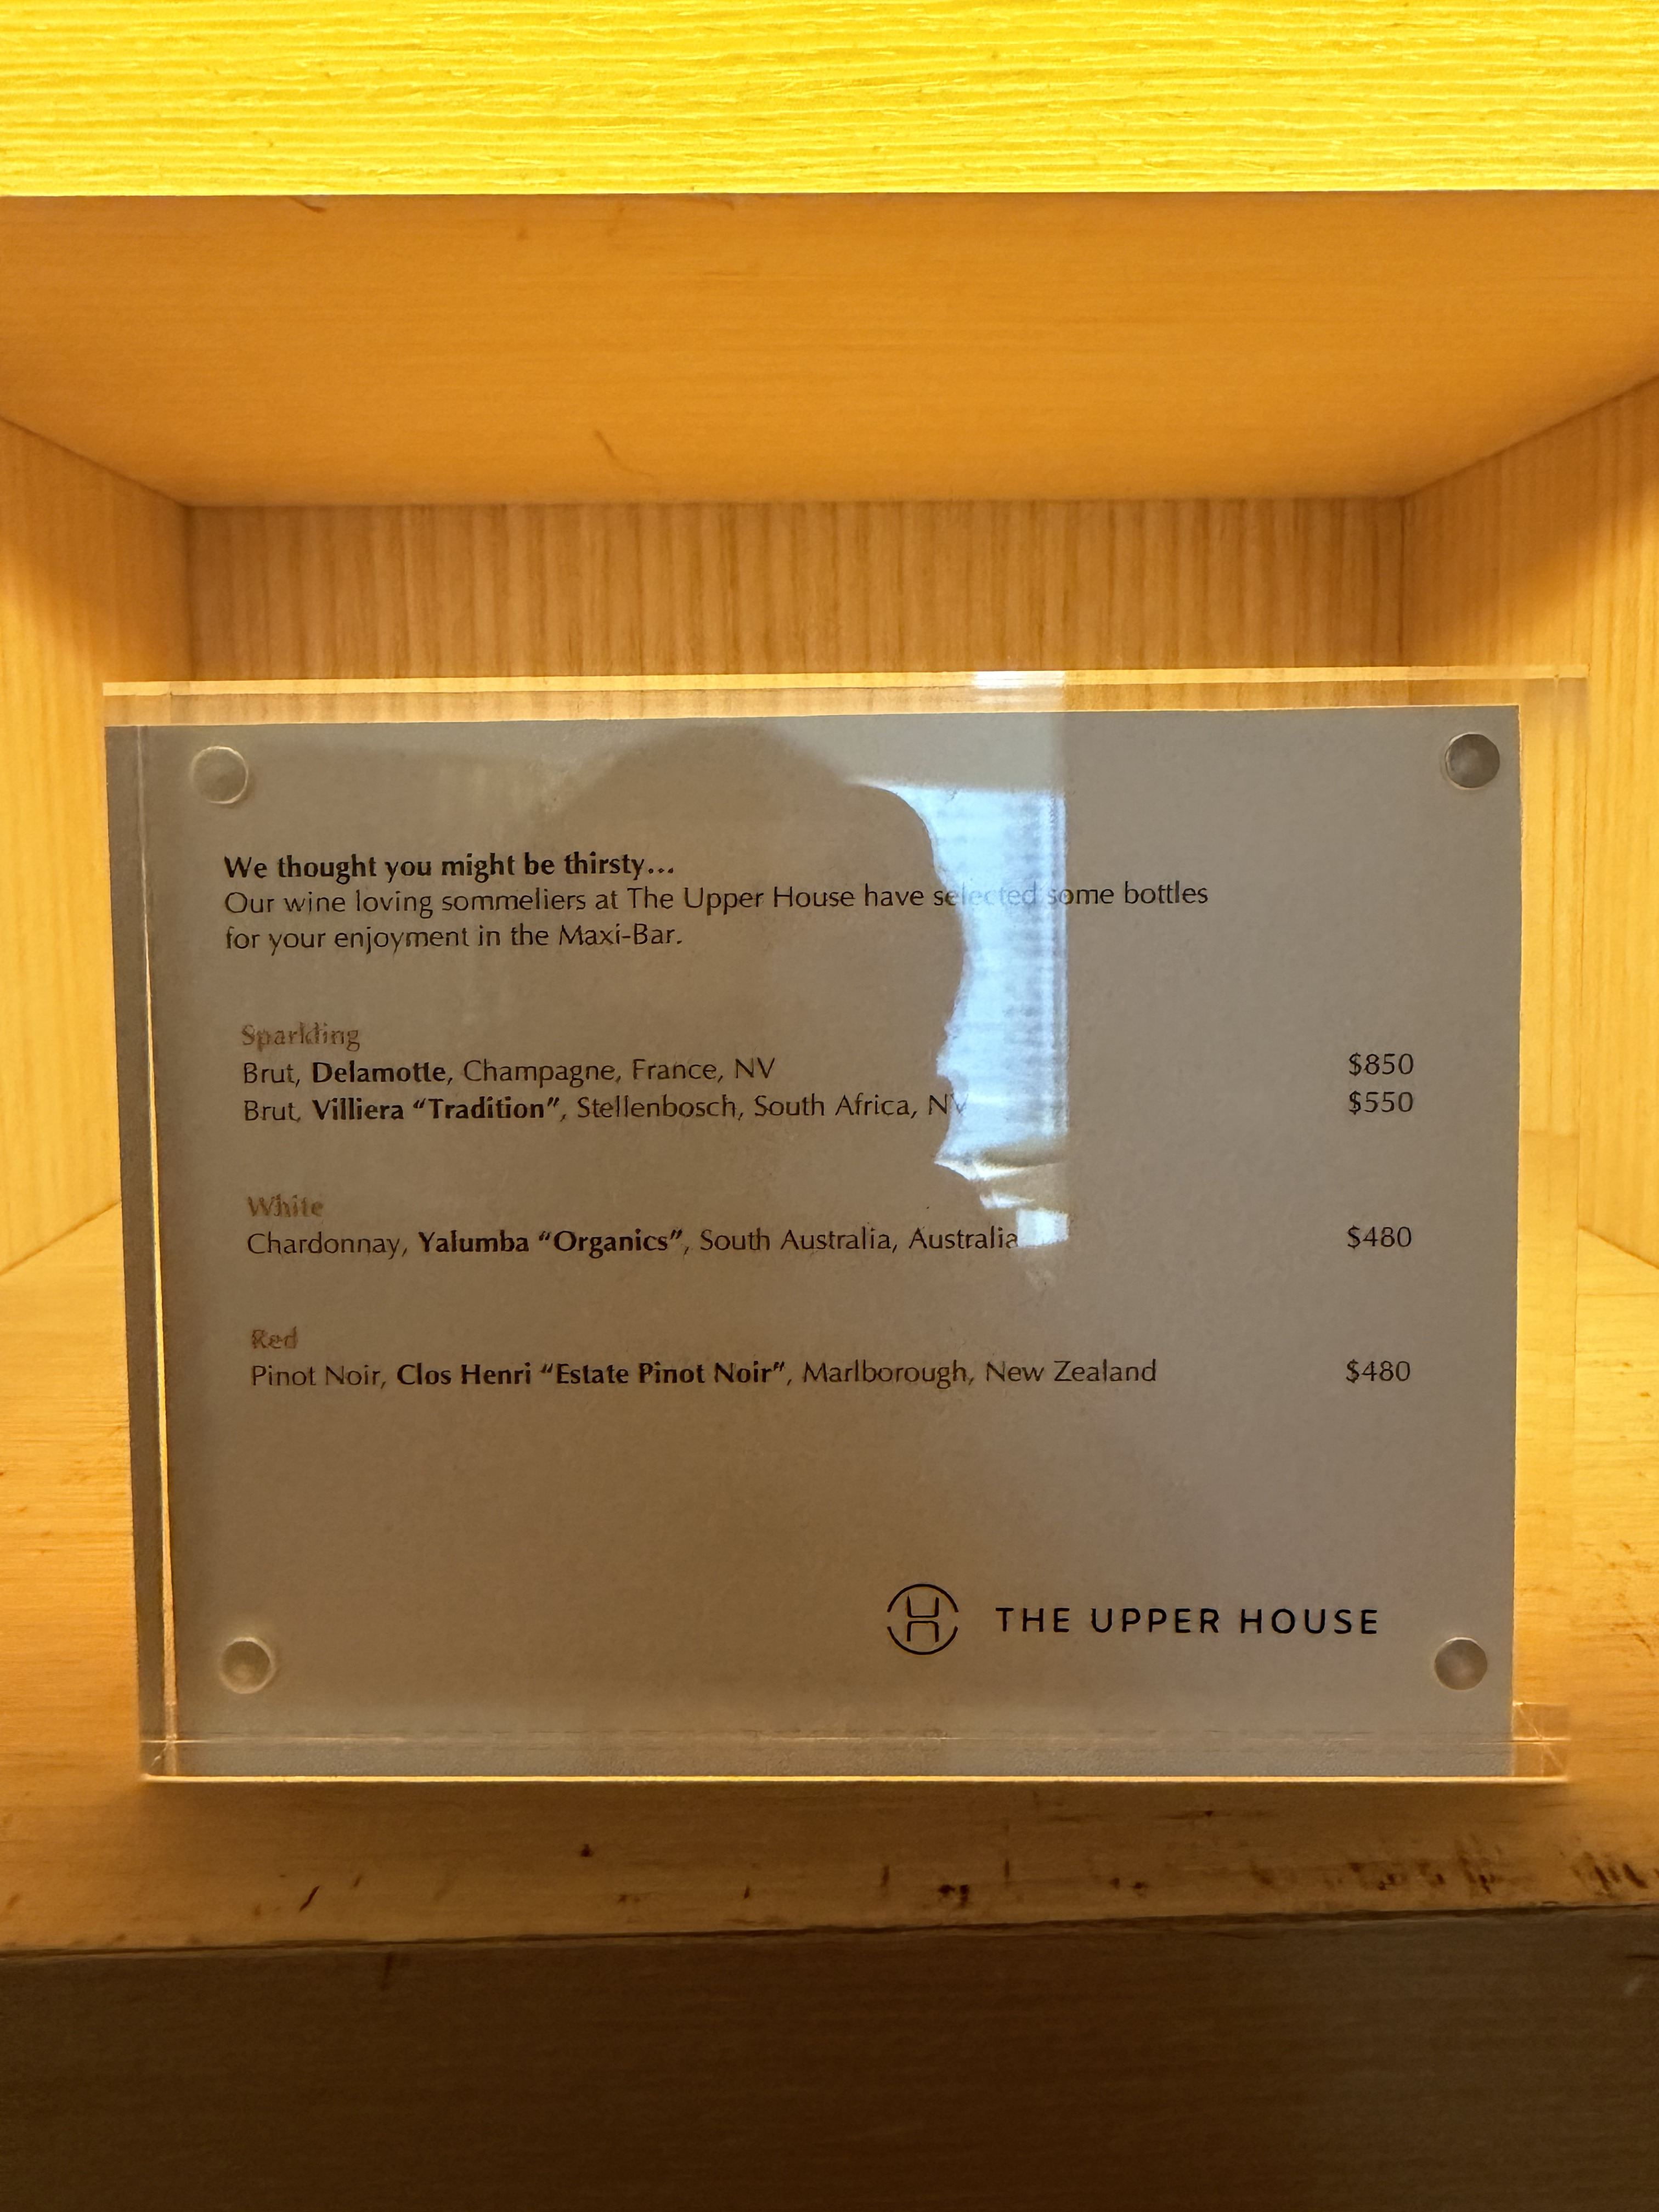 We thought you might be thirsty...
Our wine loving sommeliers at The Upper House have selected some bottles
for your enjoyment in the Maxi-Bar.
Sparkling
Brut, Delamotte, Champagne, France, NV $850
Brut, Villiera “Tradition”, Stellenbosch, South Africa, NV $550
White
Chardonnay, Yalumba “Organics”, South Australia, Australia $480
Red
Pinot Noir, Clos Henri “Estate Pinot Noir”, Marlborough, New Zealand $480
THE UPPER HOUSE